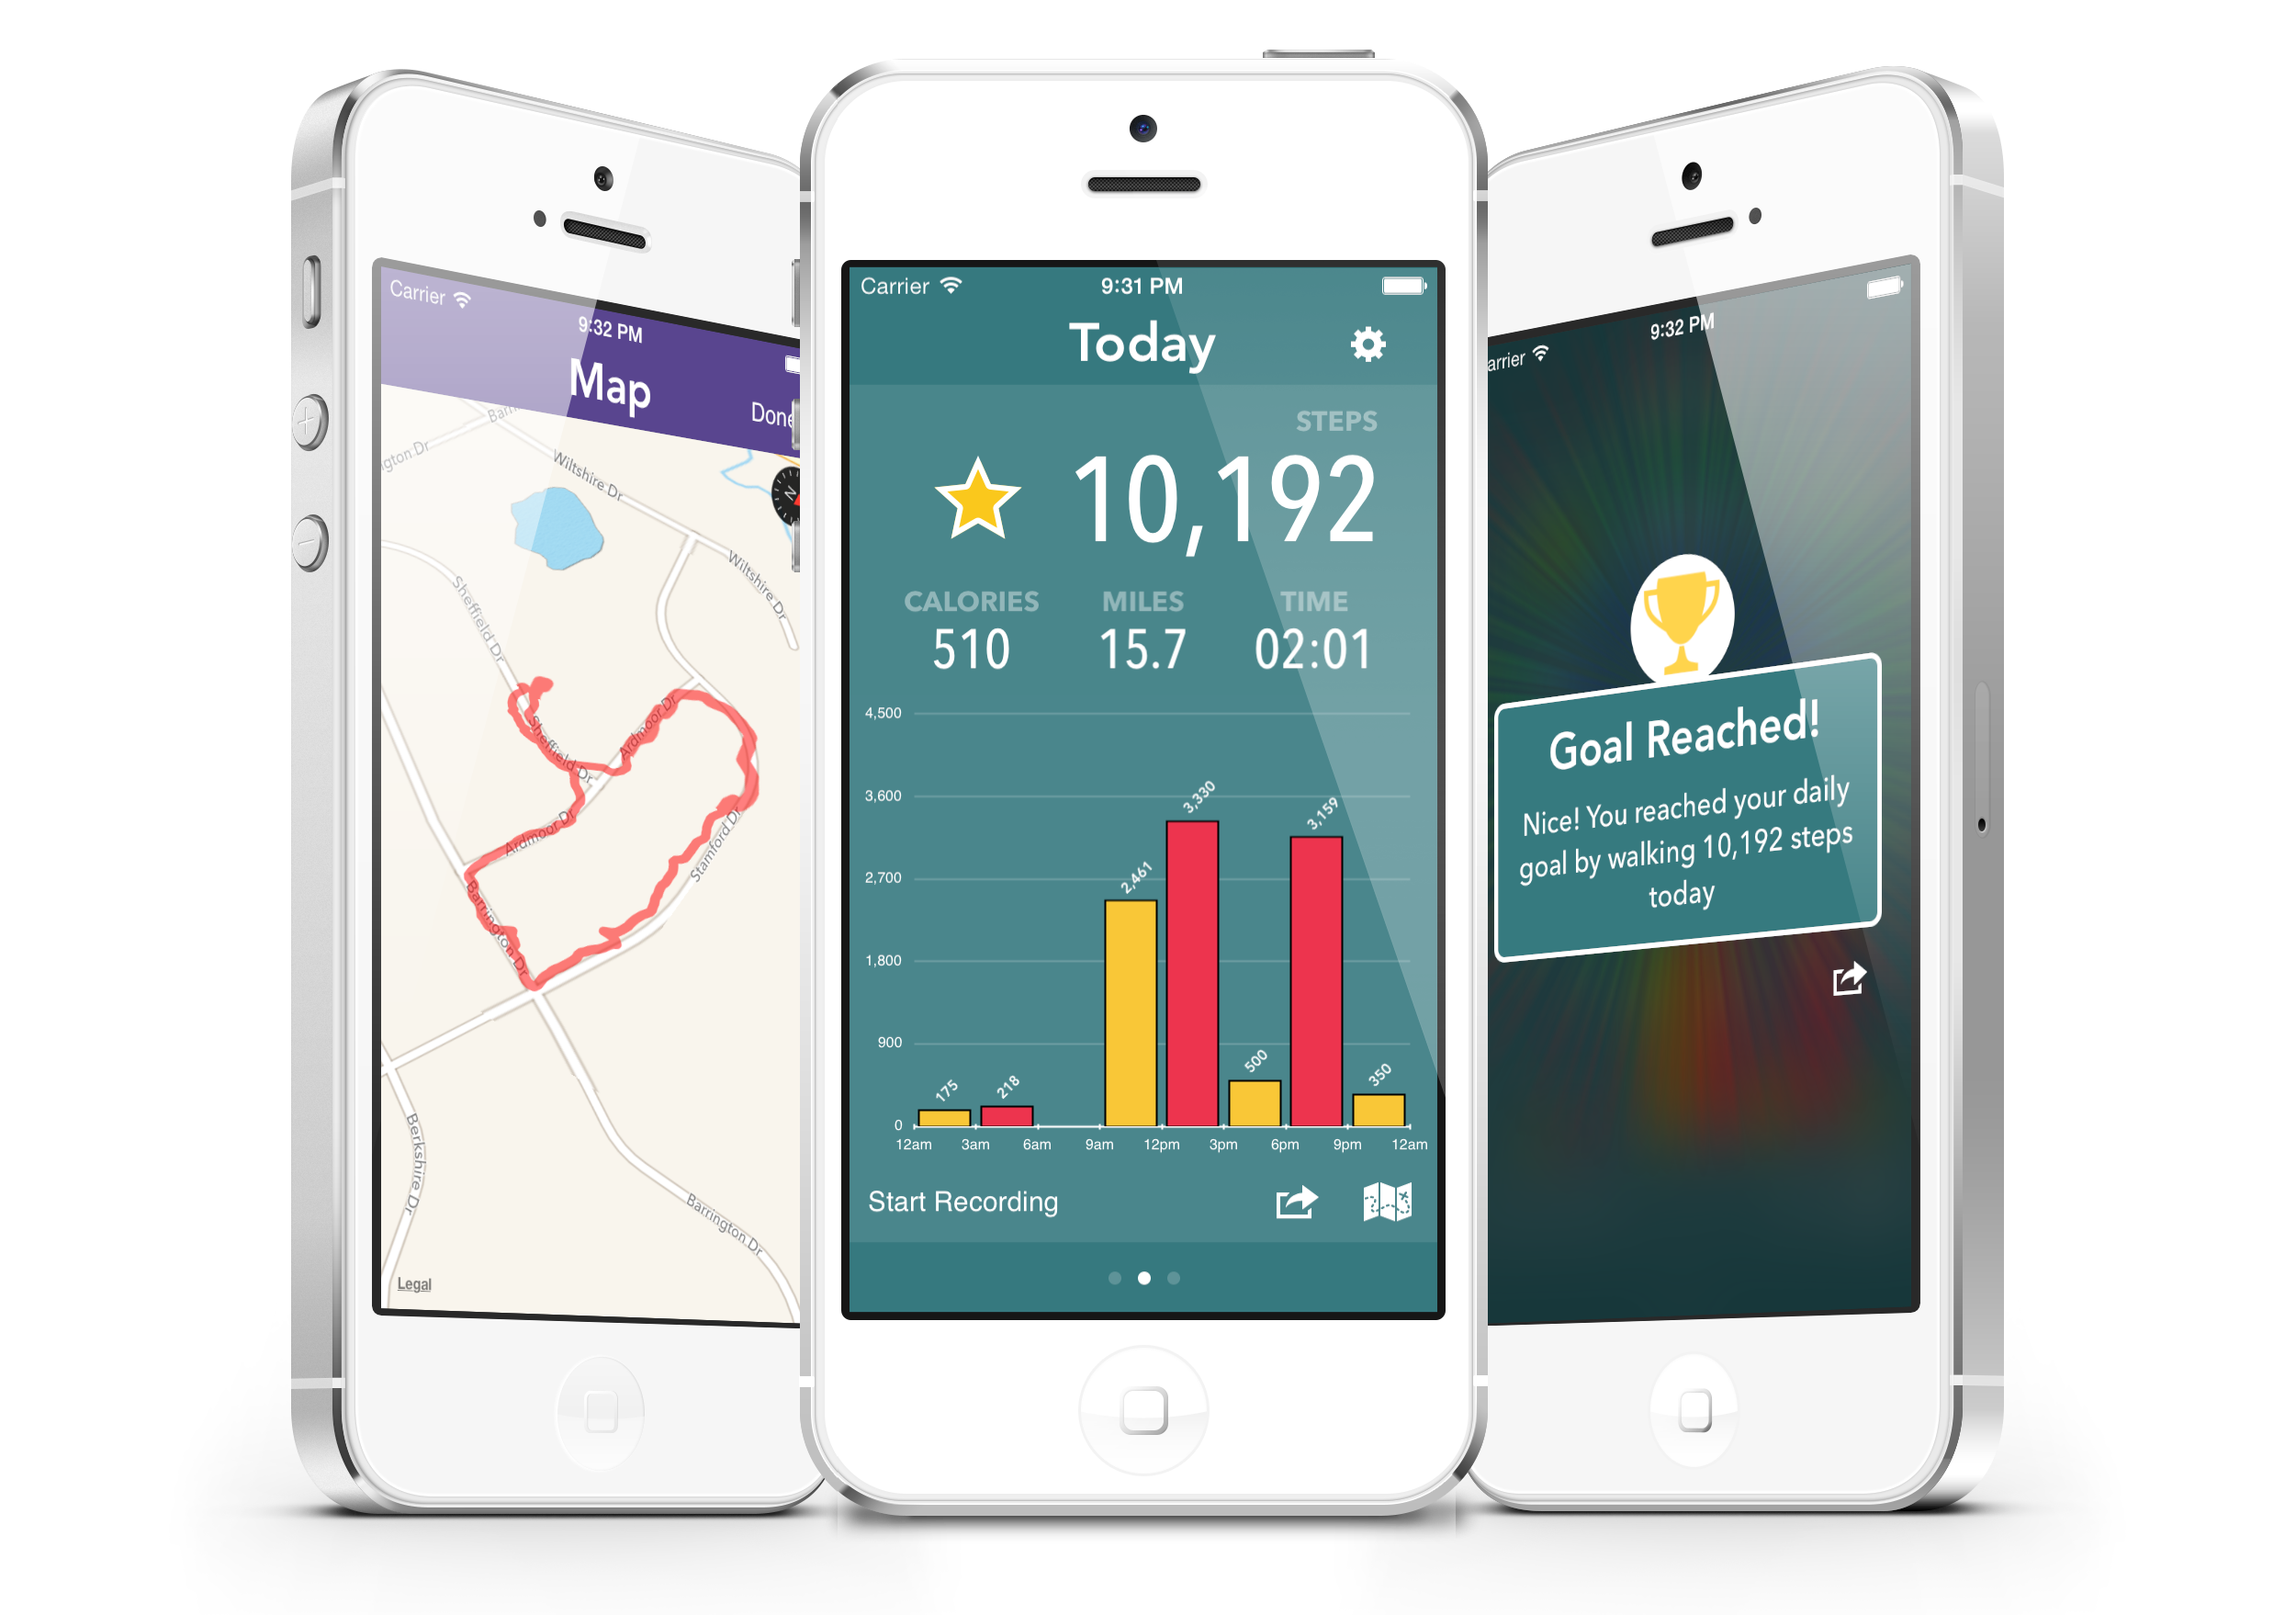 Carrier
9:32 PM
Map
Done
Barr
gton Dr
Wiltshire Dr
Wiltshire Dr
Sheffield Dr
Sheffield Dr
Ardmoor Dr
Ardmoor Dr
Stamford Dr
Barrington Dr
Berkshire Dr
Barrington Dr
Legal
N
Carrier
9:31 PM
Today
STEPS
10,192
CALORIES MILES TIME
510 15.7 02:01
4,500
3,600
2,700
1,800
900
0
175
218
2,461
3,330
500
3,159
350
12am 3am 6am 9am 12pm 3pm 6pm 9pm 12am
Start Recording
arrier
9:32 PM
Goal Reached!
Nice! You reached your daily
goal by walking 10,192 steps
today